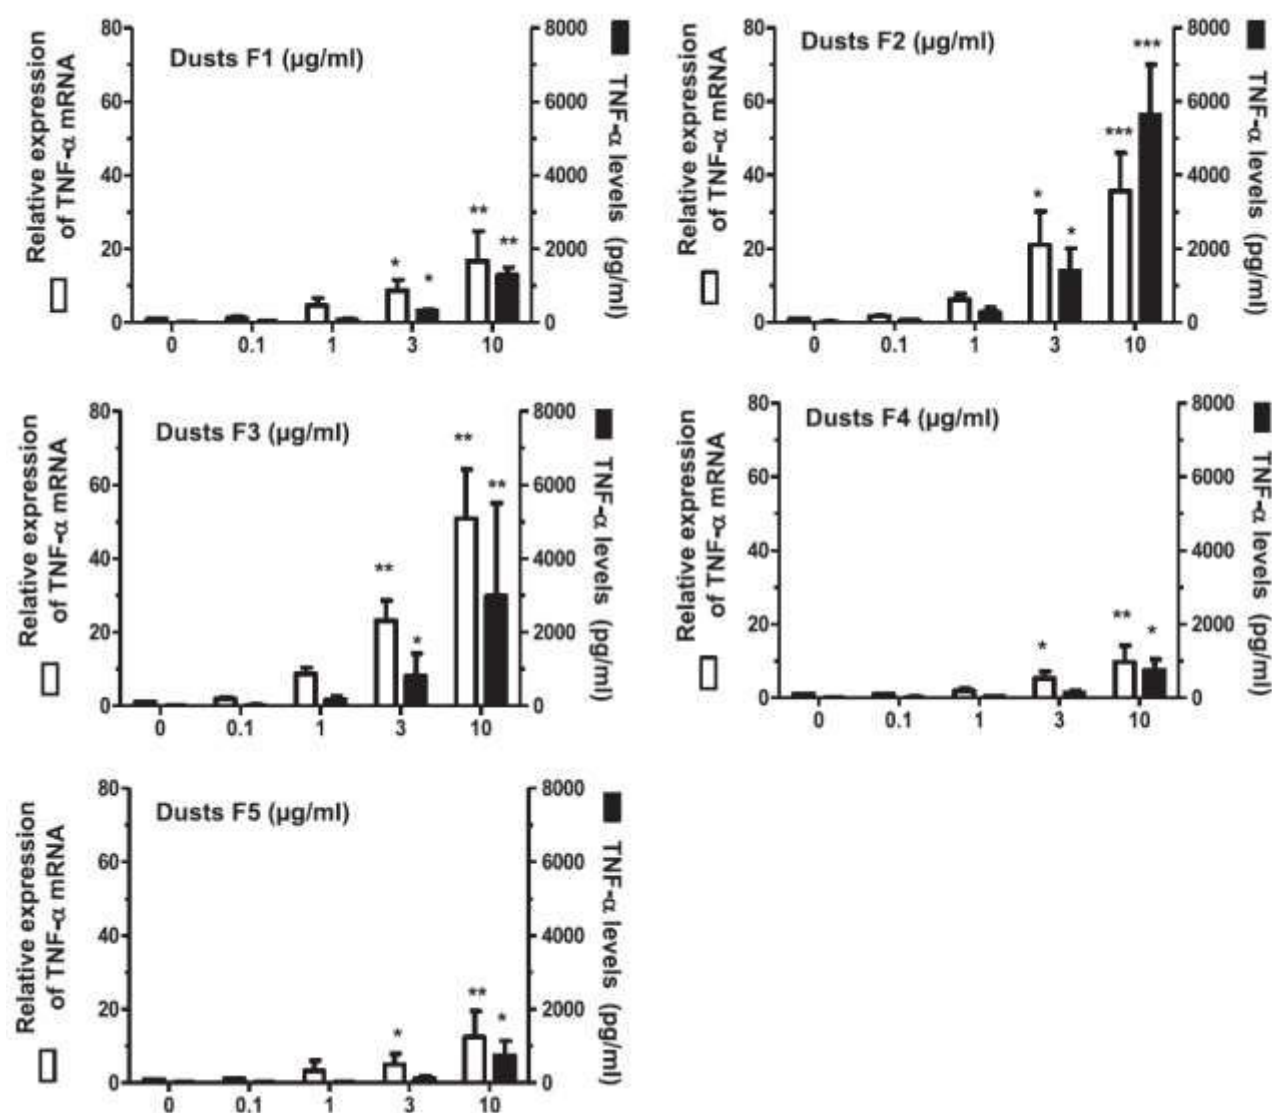 Dusts F1 (µg/ml)
Relative expression
of TNF-α mRNA
80
60
40
20
0
8000
6000
4000
2000
0
TNF-α levels (pg/ml)
* * ** **
0 0.1 1 3 10
Dusts F2 (µg/ml)
Relative expression
of TNF-α mRNA
80
60
40
20
0
8000
6000
4000
2000
0
TNF-α levels (pg/ml)
* * *** ***
0 0.1 1 3 10
Dusts F3 (µg/ml)
Relative expression
of TNF-α mRNA
80
60
40
20
0
8000
6000
4000
2000
0
TNF-α levels (pg/ml)
** * ** **
0 0.1 1 3 10
Dusts F4 (µg/ml)
Relative expression
of TNF-α mRNA
80
60
40
20
0
8000
6000
4000
2000
0
TNF-α levels (pg/ml)
* ** *
0 0.1 1 3 10
Dusts F5 (µg/ml)
Relative expression
of TNF-α mRNA
80
60
40
20
0
8000
6000
4000
2000
0
TNF-α levels (pg/ml)
* ** *
0 0.1 1 3 10